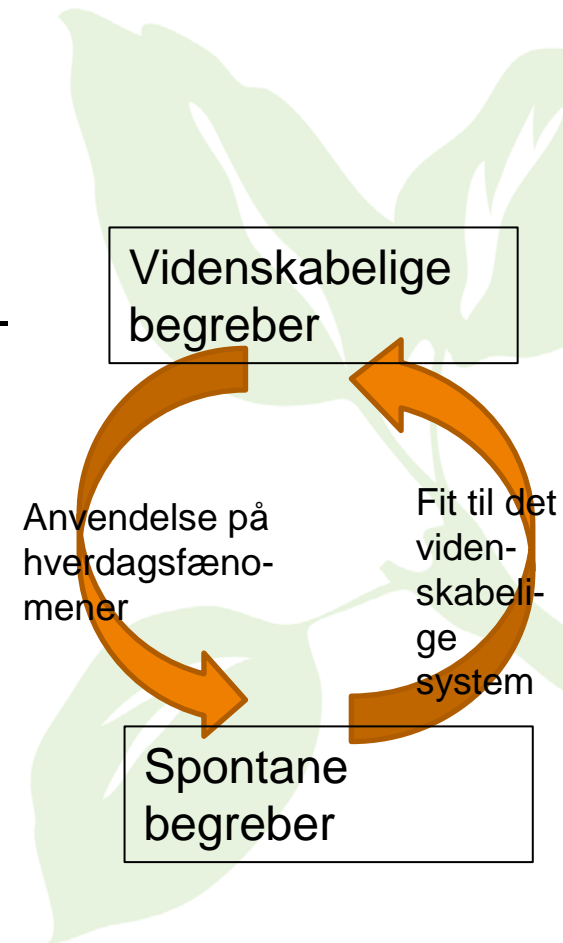 Videnskabelige
begreber
Anvendelse på
hverdagsfæno-
mener
Fit til det
viden-
skabeli-
ge
system
Spontane
begreber